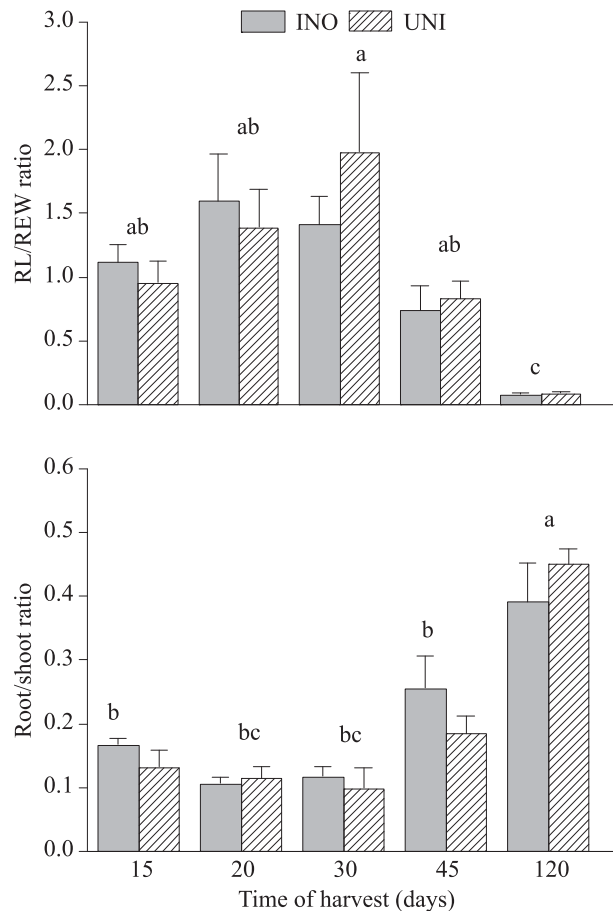 INO UNI
3.0
2.5
2.0
1.5
1.0
0.5
0.0
RL/REW ratio
ab
ab
a
ab
c
0.6
0.5
0.4
0.3
0.2
0.1
0.0
Root/shoot ratio
b
bc
bc
b
a
15 20 30 45 120
Time of harvest (days)